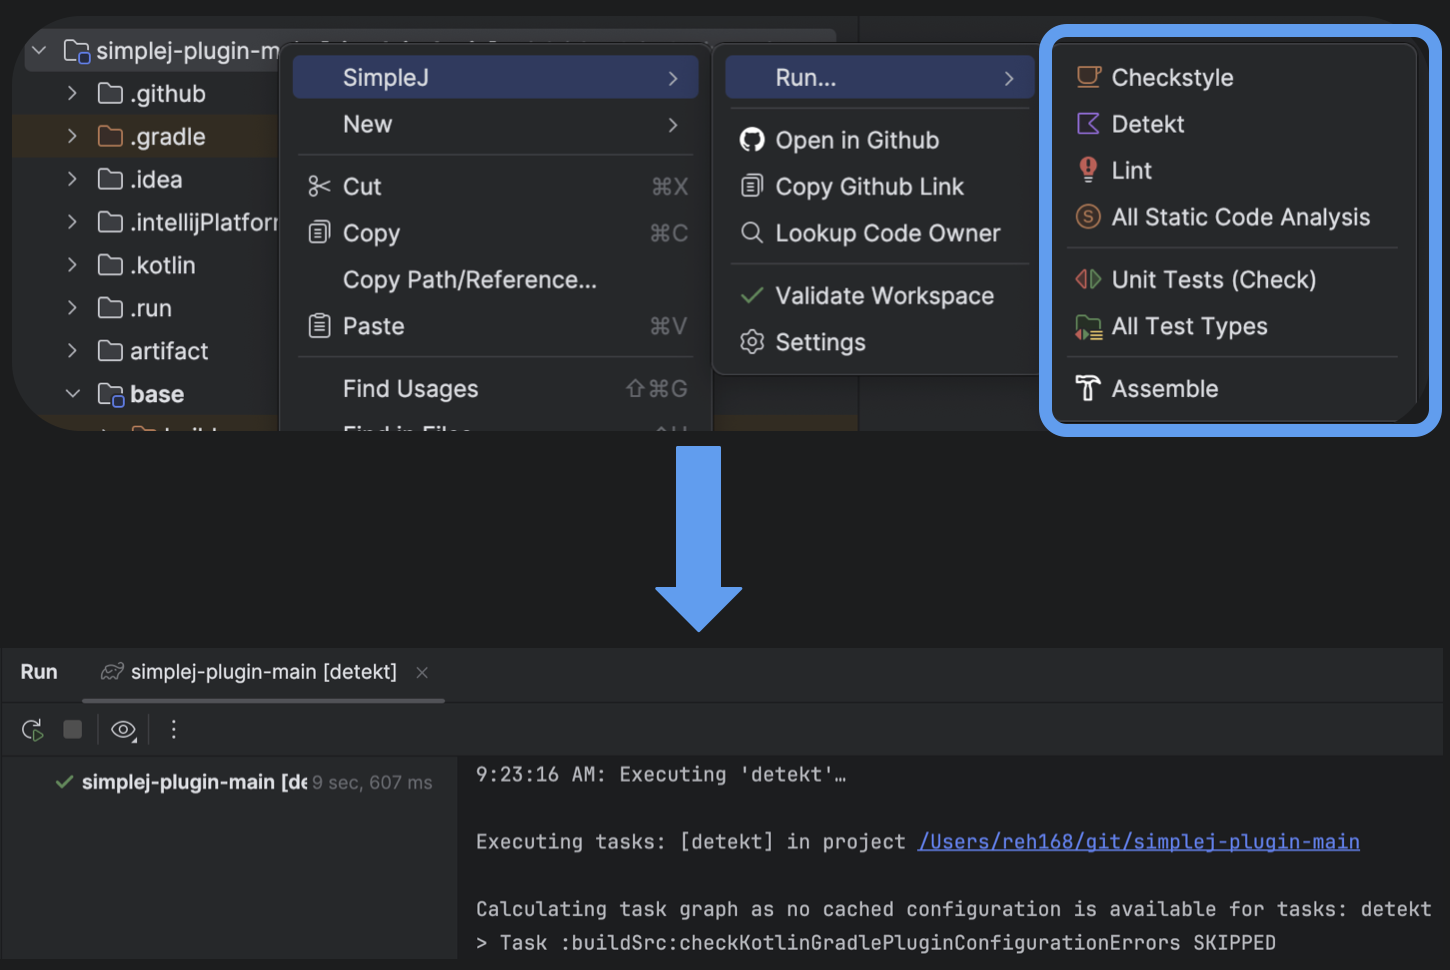 simplej-plugin-m
.github
.gradle
.idea
.intellijPlatfor
.kotlin
.run
artifact
base
SimpleJ
New
Cut ⌘X
Copy ⌘C
Copy Path/Reference...
Paste ⌘V
Find Usages ⇧⌘G
Find in Files
Run...
Open in Github
Copy Github Link
Lookup Code Owner
Validate Workspace
Settings
Checkstyle
Detekt
Lint
All Static Code Analysis
Unit Tests (Check)
All Test Types
Assemble
Run simplej-plugin-main [detekt]
simplej-plugin-main [de 9 sec, 607 ms
9:23:16 AM: Executing 'detekt'…
Executing tasks: [detekt] in project /Users/reh168/git/simplej-plugin-main
Calculating task graph as no cached configuration is available for tasks: detekt
> Task :buildSrc:checkKotlinGradlePluginConfigurationErrors SKIPPED